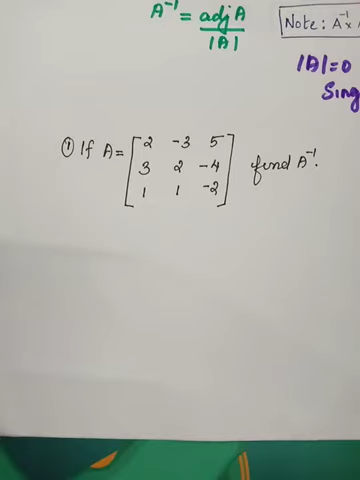 A⁻¹ = adj A
|A|
Note: A⁻¹ ×
|A|=0
Sing
① If A = [2 -3 5
3 2 -4
1 1 -2] find A⁻¹.